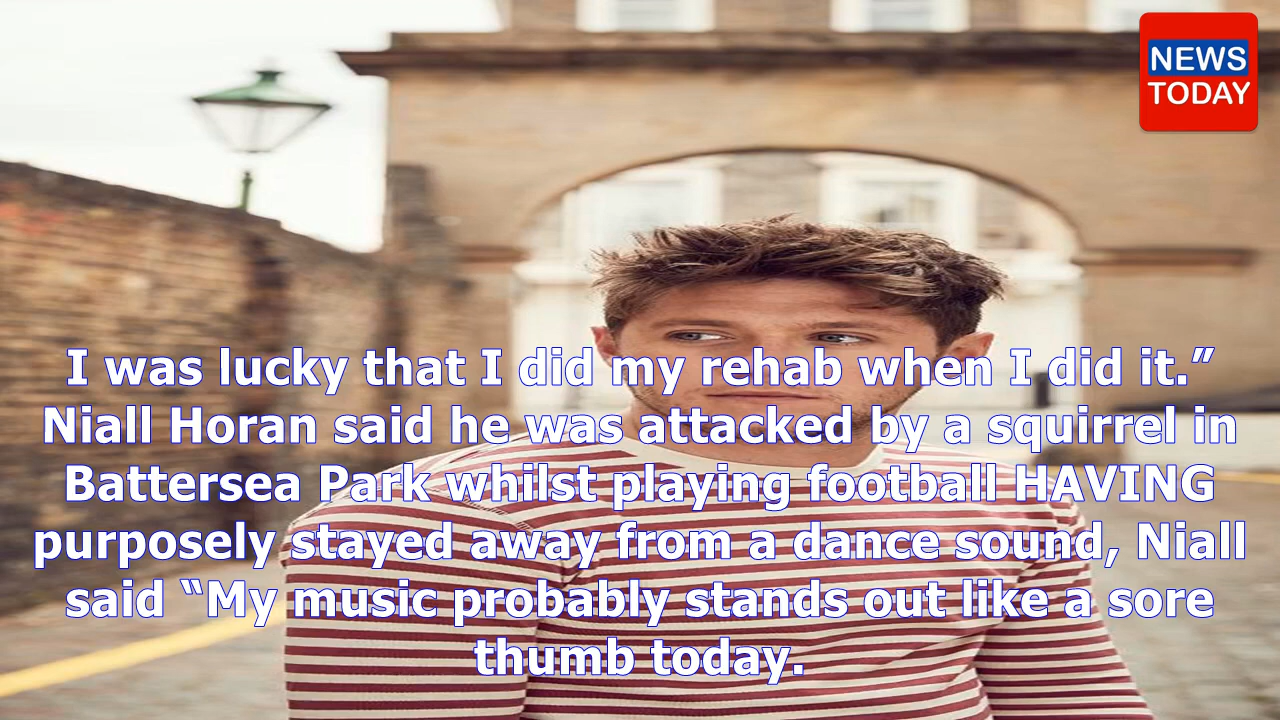 NEWS
TODAY
I was lucky that I did my rehab when I did it.”
Niall Horan said he was attacked by a squirrel in
Battersea Park whilst playing football HAVING
purposely stayed away from a dance sound, Niall
said “My music probably stands out like a sore
thumb today.